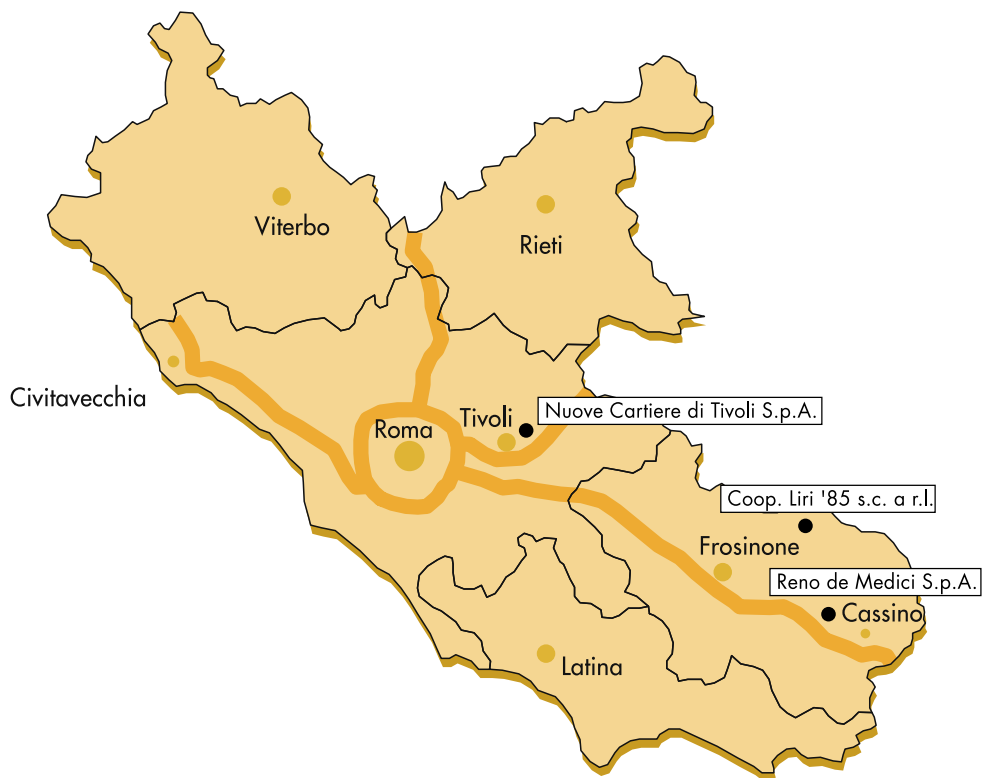 Viterbo
Rieti
Civitavecchia
Nuove Cartiere di Tivoli S.p.A.
Tivoli
Roma
Coop. Liri '85 s.c. a r.l.
Frosinone
Reno de Medici S.p.A.
Cassino
Latina